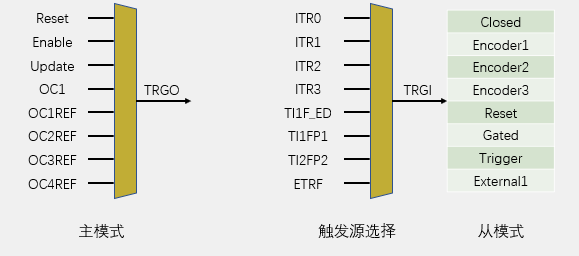 Reset
Enable
Update
OC1
OC1REF
OC2REF
OC3REF
OC4REF
TRGO
主模式
ITR0
ITR1
ITR2
ITR3
TI1F_ED
TI1FP1
TI2FP2
ETRF
TRGI
触发源选择
Closed
Encoder1
Encoder2
Encoder3
Reset
Gated
Trigger
External1
从模式